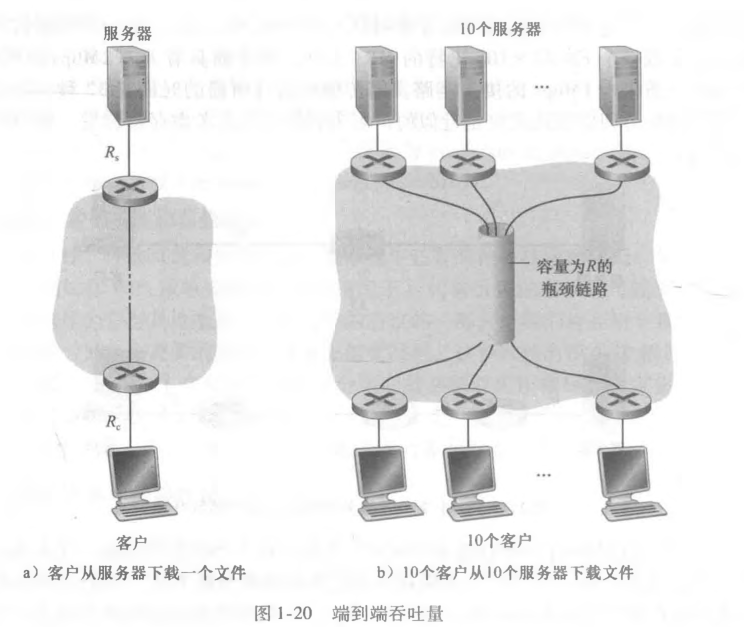 服务器
10个服务器
...
Rs
容量为R的
瓶颈链路
Rc
...
客户
10个客户
a）客户从服务器下载一个文件
b）10个客户从10个服务器下载文件
图 1-20 端到端吞吐量